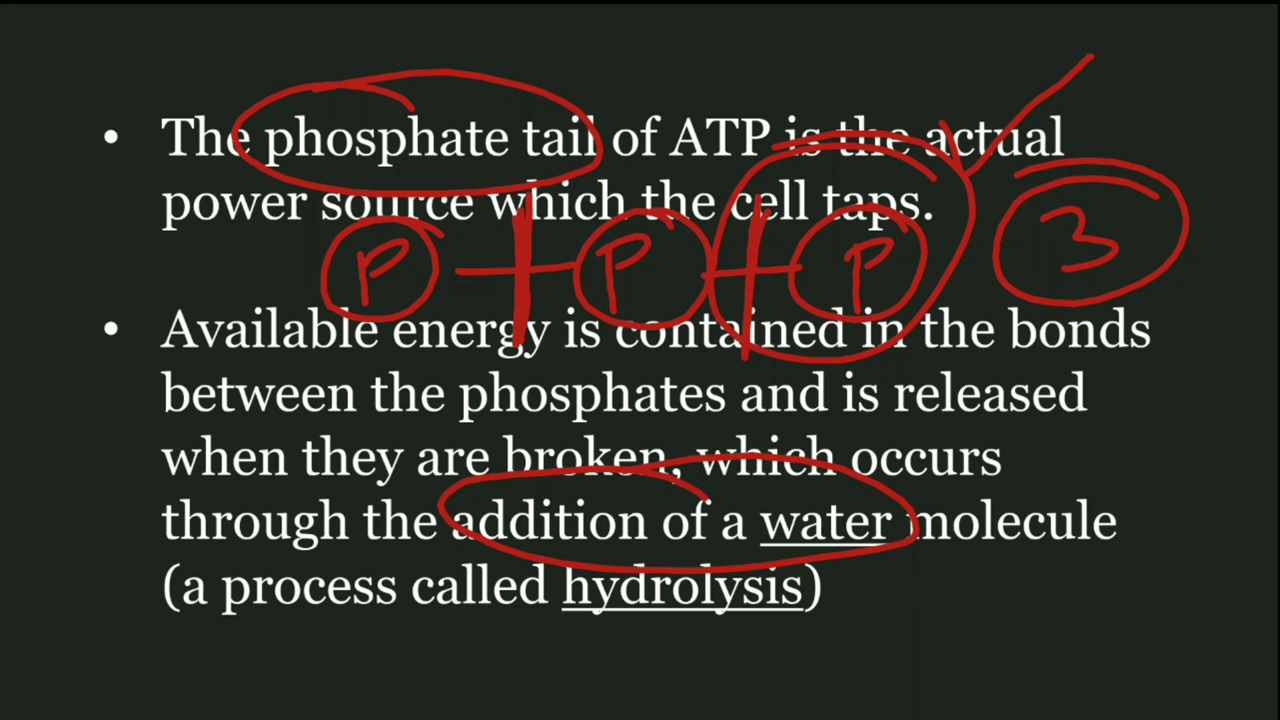 • The phosphate tail of ATP is the actual
power source which the cell taps.
P + P + P 3
• Available energy is contained in the bonds
between the phosphates and is released
when they are broken, which occurs
through the addition of a water molecule
(a process called hydrolysis)